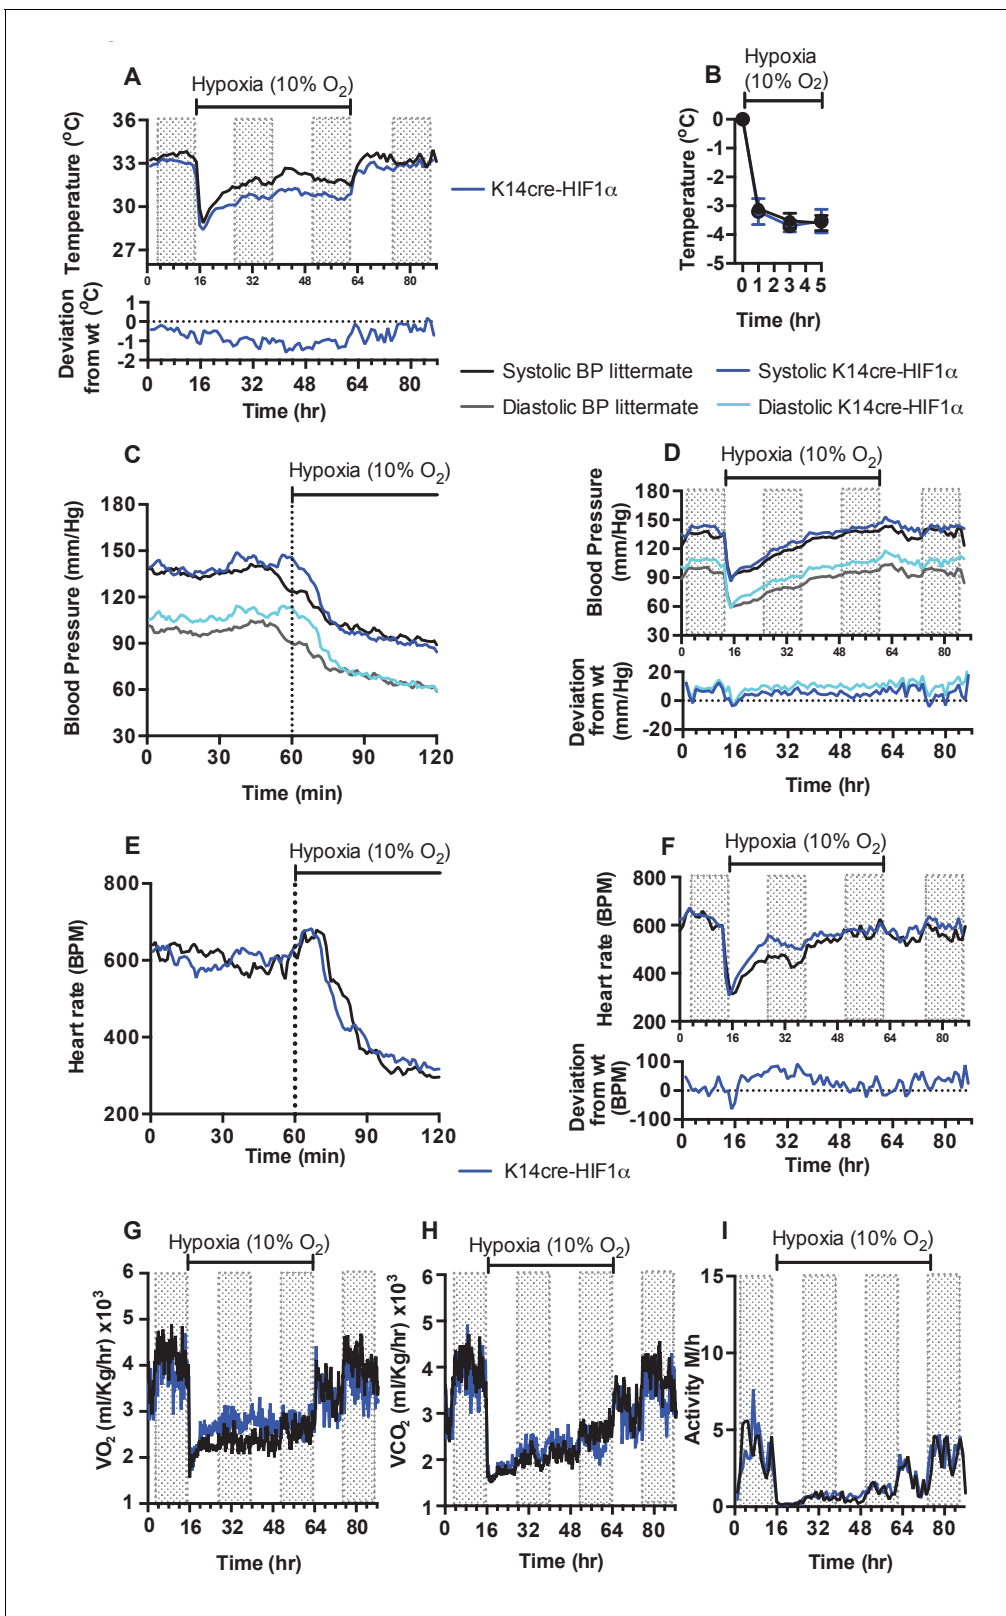 A
Hypoxia (10% O2)
36
33
30
27
Temperature (oC)
0 16 32 48 64 80
K14cre-HIF1α
1
0
-1
-2
Deviation
from wt (oC)
0 16 32 48 64 80
Time (hr)
B
Hypoxia
(10% O2)
0
-1
-2
-3
-4
-5
Temperature (oC)
0 1 2 3 4 5
Time (hr)
Systolic BP littermate
Systolic K14cre-HIF1α
Diastolic BP littermate
Diastolic K14cre-HIF1α
C
Hypoxia (10% O2)
180
150
120
90
60
30
Blood Pressure (mm/Hg)
0 30 60 90 120
Time (min)
D
Hypoxia (10% O2)
180
150
120
90
60
30
Blood Pressure
(mm/Hg)
0 16 32 48 64 80
20
0
-20
Deviation
from wt
(mm/Hg)
0 16 32 48 64 80
Time (hr)
E
Hypoxia (10% O2)
800
600
400
200
Heart rate (BPM)
0 30 60 90 120
Time (min)
F
Hypoxia (10% O2)
800
600
400
200
Heart rate (BPM)
0 16 32 48 64 80
100
0
-100
Deviation
from wt
(BPM)
0 16 32 48 64 80
Time (hr)
K14cre-HIF1α
G
Hypoxia (10% O2)
6
5
4
3
2
1
VO2 (ml/Kg/hr) x103
0 16 32 48 64 80
Time (hr)
H
Hypoxia (10% O2)
6
5
4
3
2
1
VCO2 (ml/Kg/hr) x103
0 16 32 48 64 80
Time (hr)
I
Hypoxia (10% O2)
15
10
5
0
Activity M/h
0 16 32 48 64 80
Time (hr)